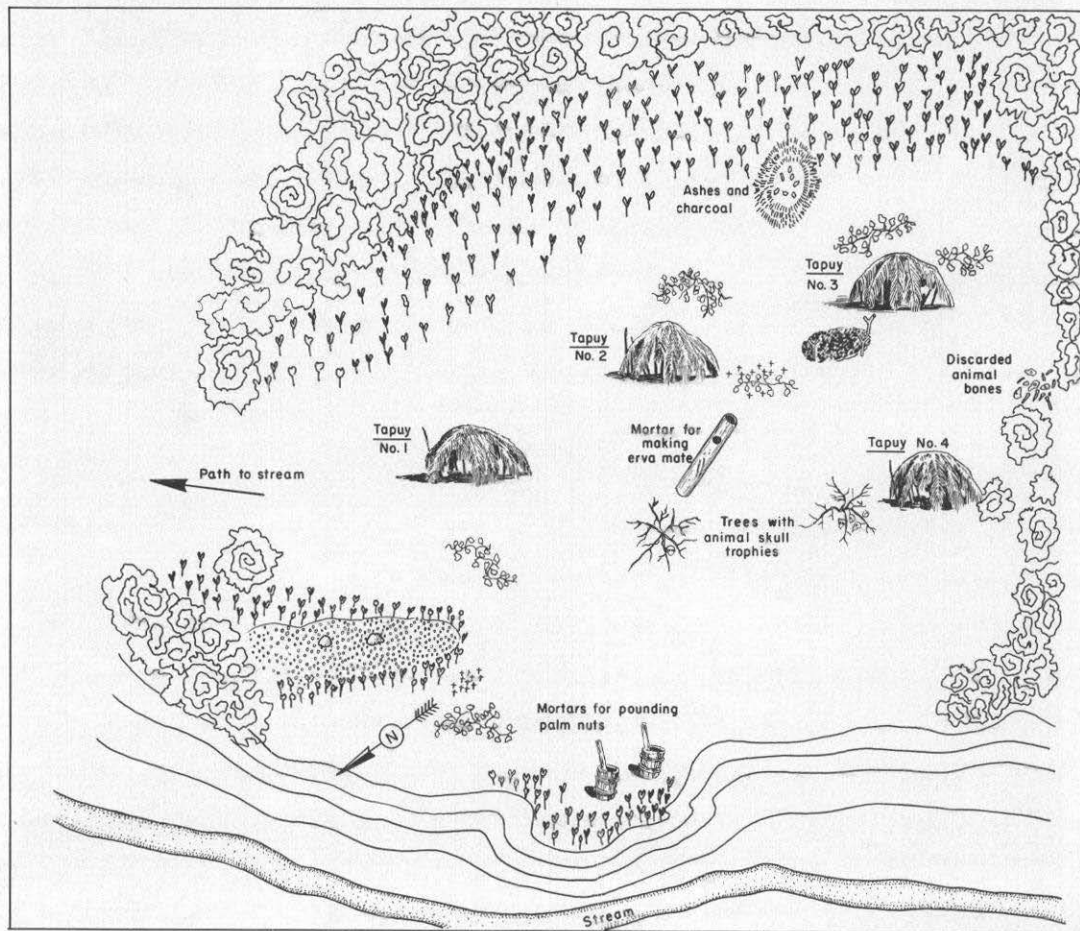 Ashes and
charcoal
Tapuy
No. 3
Tapuy
No. 2
Discarded
animal
bones
Tapuy
No. 1
Mortar for
making
erva mate
Tapuy No. 4
Path to stream
Trees with
animal skull
trophies
Mortars for pounding
palm nuts
N
Stream